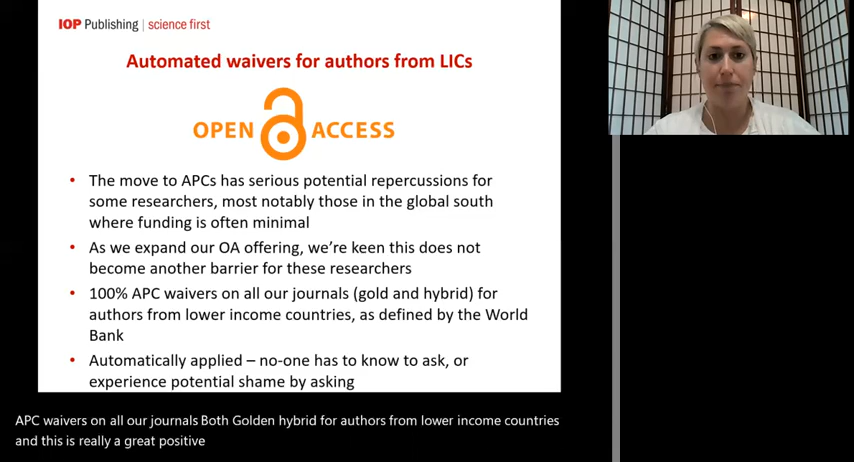 IOP Publishing | science first
Automated waivers for authors from LICs
OPEN ACCESS
• The move to APCs has serious potential repercussions for
some researchers, most notably those in the global south
where funding is often minimal
• As we expand our OA offering, we're keen this does not
become another barrier for these researchers
• 100% APC waivers on all our journals (gold and hybrid) for
authors from lower income countries, as defined by the World
Bank
• Automatically applied – no-one has to know to ask, or
experience potential shame by asking
APC waivers on all our journals Both Golden hybrid for authors from lower income countries
and this is really a great positive